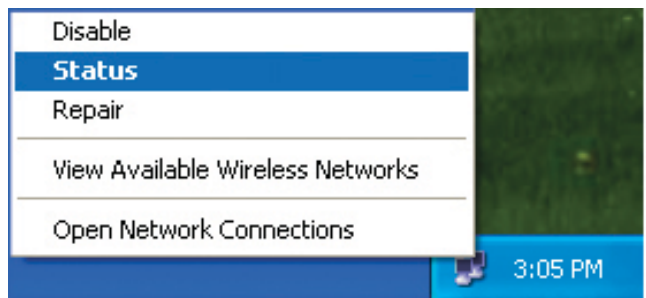 Disable
Status
Repair
View Available Wireless Networks
Open Network Connections
3:05 PM